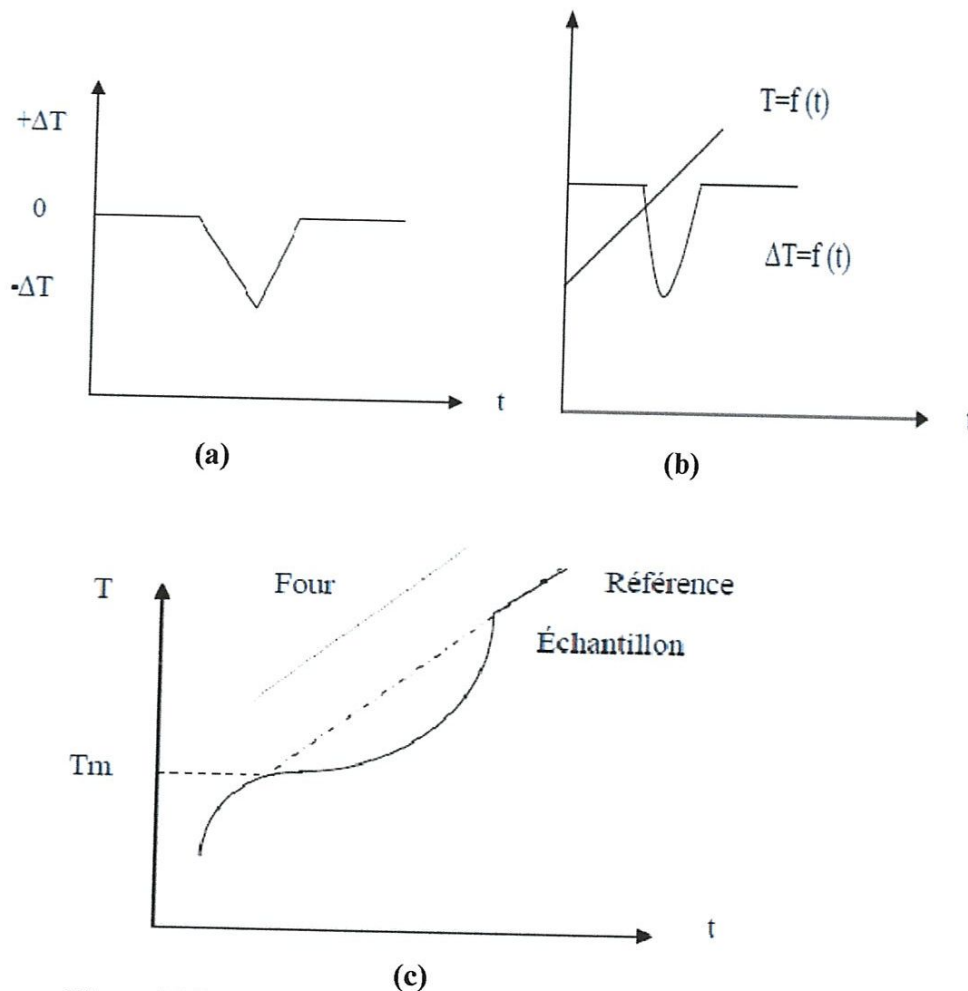 +ΔT
0
-ΔT
t
(a)
T=f (t)
ΔT=f (t)
(b)
T
Four
Référence
Échantillon
Tm
t
(c)